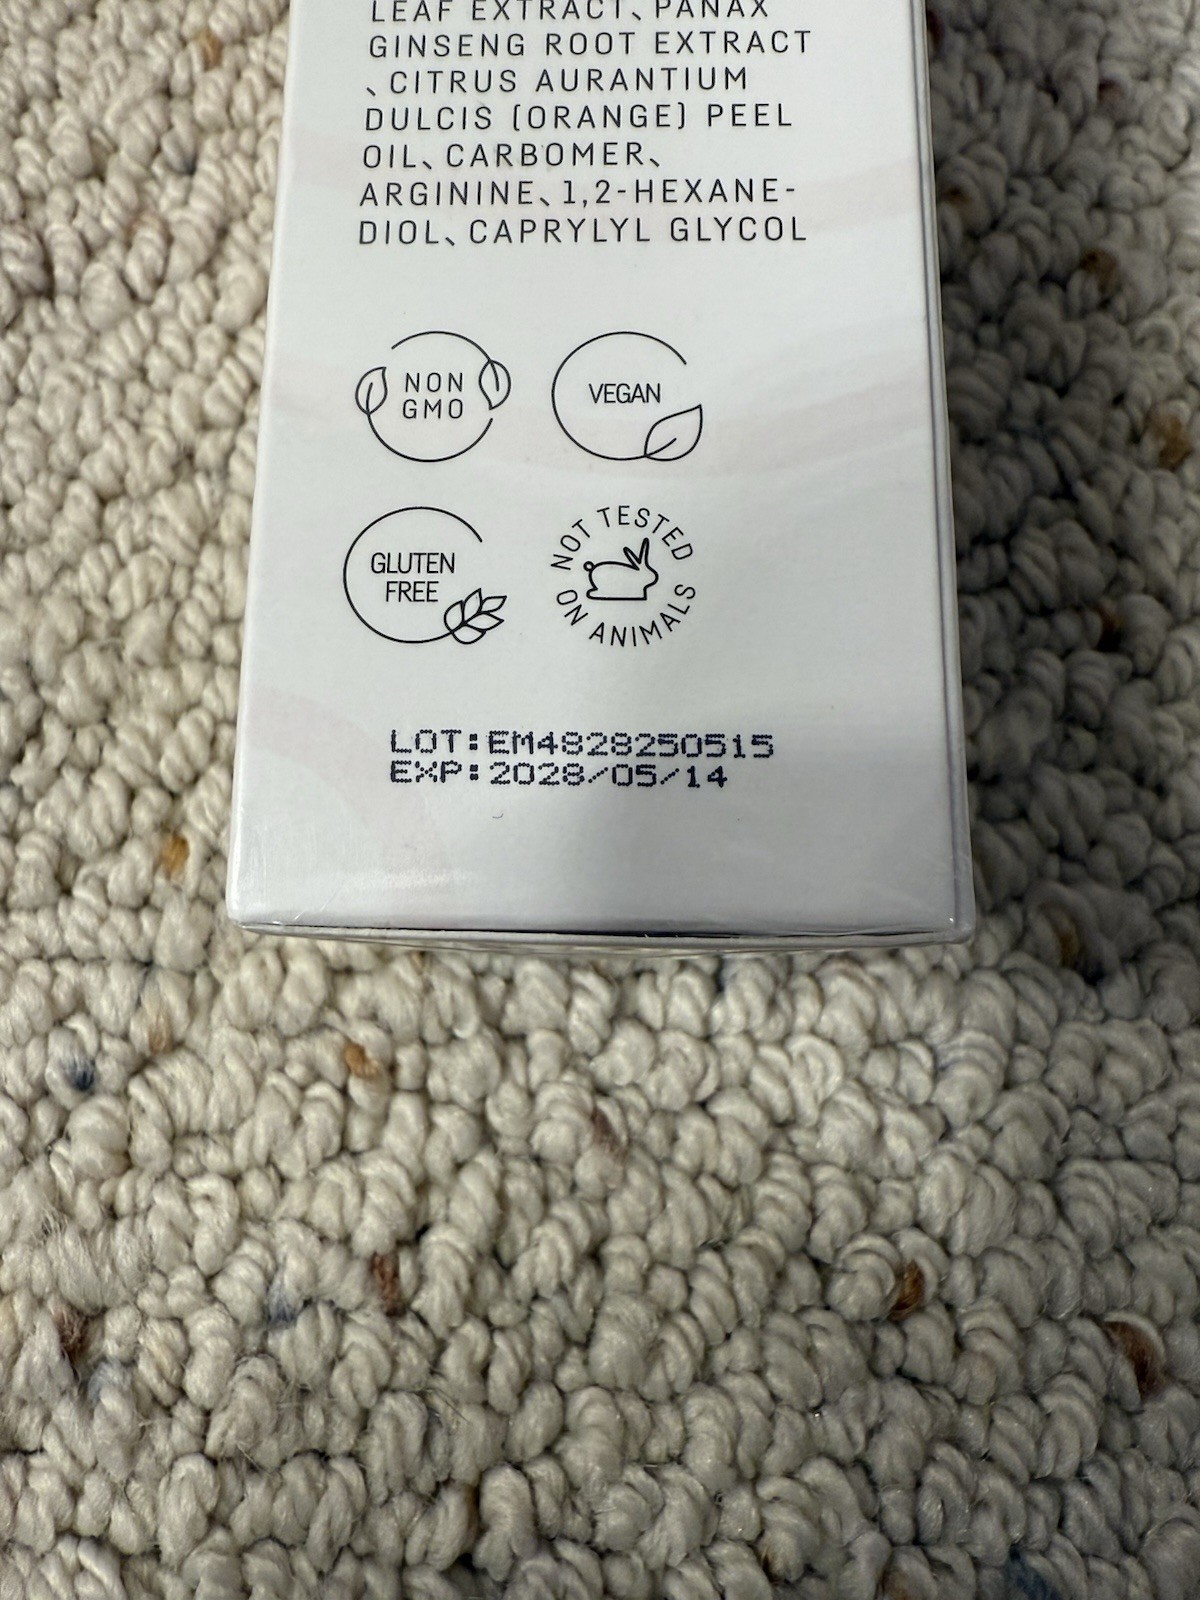 LEAF EXTRACT、PANAX
GINSENG ROOT EXTRACT
、CITRUS AURANTIUM
DULCIS (ORANGE) PEEL
OIL、CARBOMER、
ARGININE、1,2-HEXANE-
DIOL、CAPRYLYL GLYCOL
NON
GMO
VEGAN
GLUTEN
FREE
NOT TESTED
ON ANIMALS
LOT:EM4828250515
EXP:2028/05/14